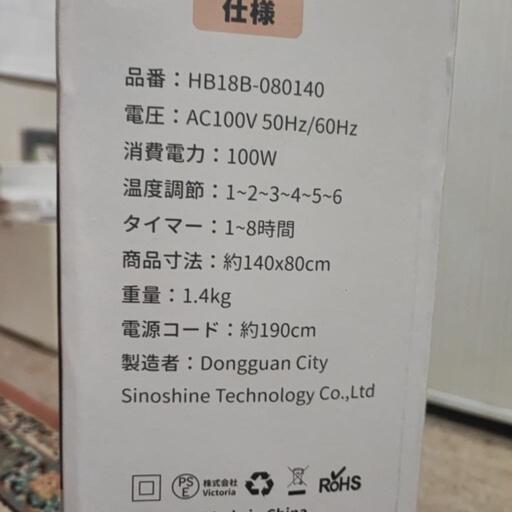 仕様
品番：HB18B-080140
電圧：AC100V 50Hz/60Hz
消費電力：100W
温度調節：1~2~3~4~5~6
タイマー：1~8時間
商品寸法：約140x80cm
重量：1.4kg
電源コード：約190cm
製造者：Dongguan City
Sinoshine Technology Co.,Ltd
PS
E
株式会社
Victoria
RoHS
China